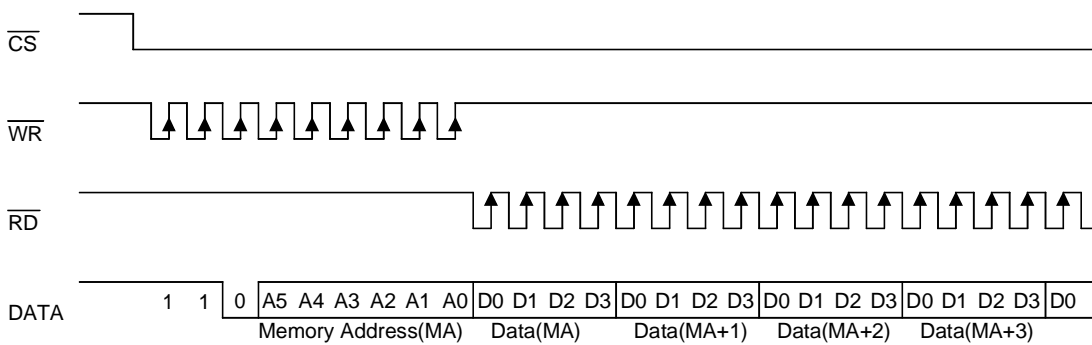 CS
WR
RD
DATA 1 1 0 A5 A4 A3 A2 A1 A0 D0 D1 D2 D3 D0 D1 D2 D3 D0 D1 D2 D3 D0 D1 D2 D3 D0
Memory Address(MA) Data(MA) Data(MA+1) Data(MA+2) Data(MA+3)